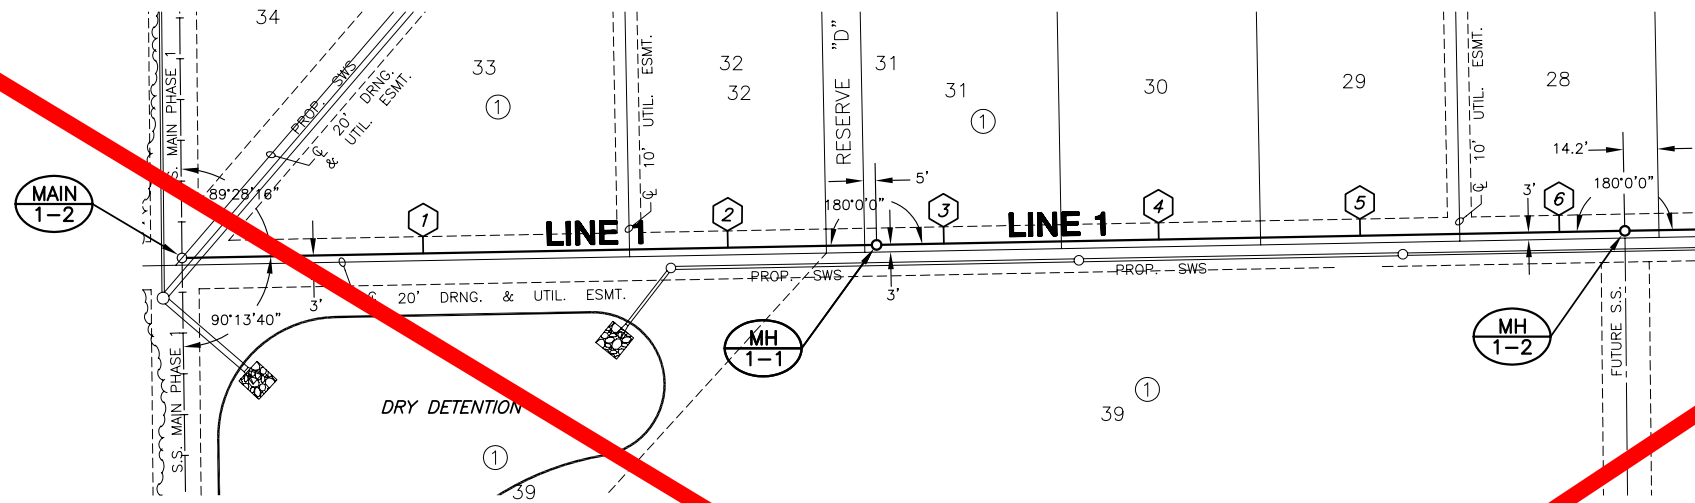 34
33
32
32
31
31
30
29
28
1
1
RESERVE "D"
PROP. SWS
℄ 20' DRNG.
& UTIL. ESMT.
S.S. MAIN PHASE 1
℄ 10' UTIL. ESMT.
℄ 10' UTIL. ESMT.
MAIN
1-2
89°28'16"
1
LINE 1
2
180°0'0"
5'
3
LINE 1
4
5
3'
6
14.2'
180°0'0"
3'
℄ 20' DRNG. & UTIL. ESMT.
PROP. SWS
3'
PROP. SWS
90°13'40"
MH
1-1
MH
1-2
FUTURE S.S.
S.S. MAIN PHASE 1
DRY DETENTION
1
39
1
39